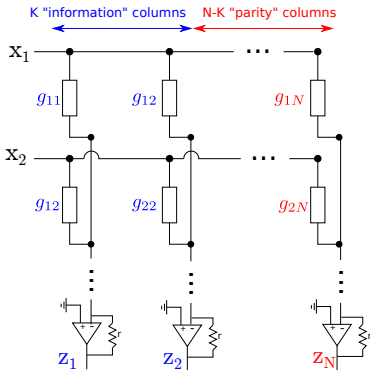 K "information" columns N-K "parity" columns
x1
g11 g12 g1N
x2
g12 g22 g2N
+ - + - + -
r r r
z1 z2 zN